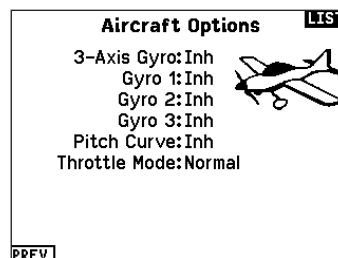 Aircraft Options
LIST
3-Axis Gyro:Inh
Gyro 1:Inh
Gyro 2:Inh
Gyro 3:Inh
Pitch Curve:Inh
Throttle Mode:Normal
PREV